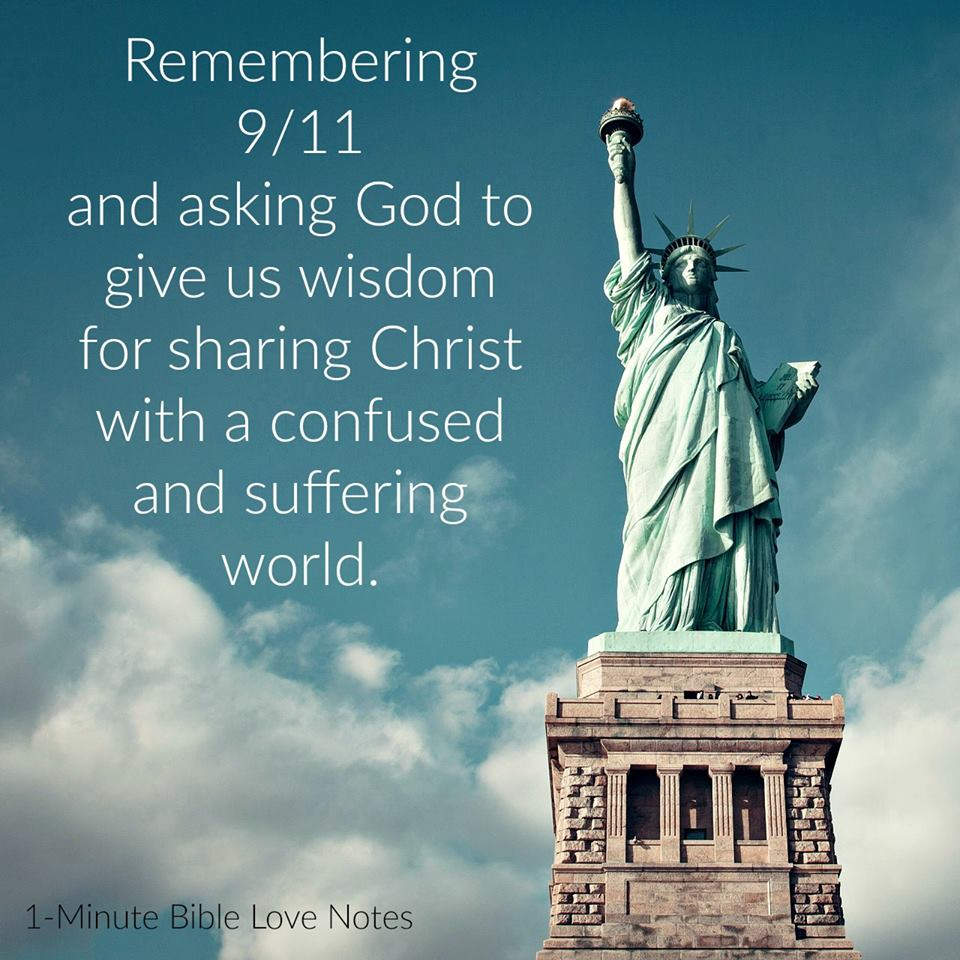 Remembering
9/11
and asking God to
give us wisdom
for sharing Christ
with a confused
and suffering
world.
1-Minute Bible Love Notes